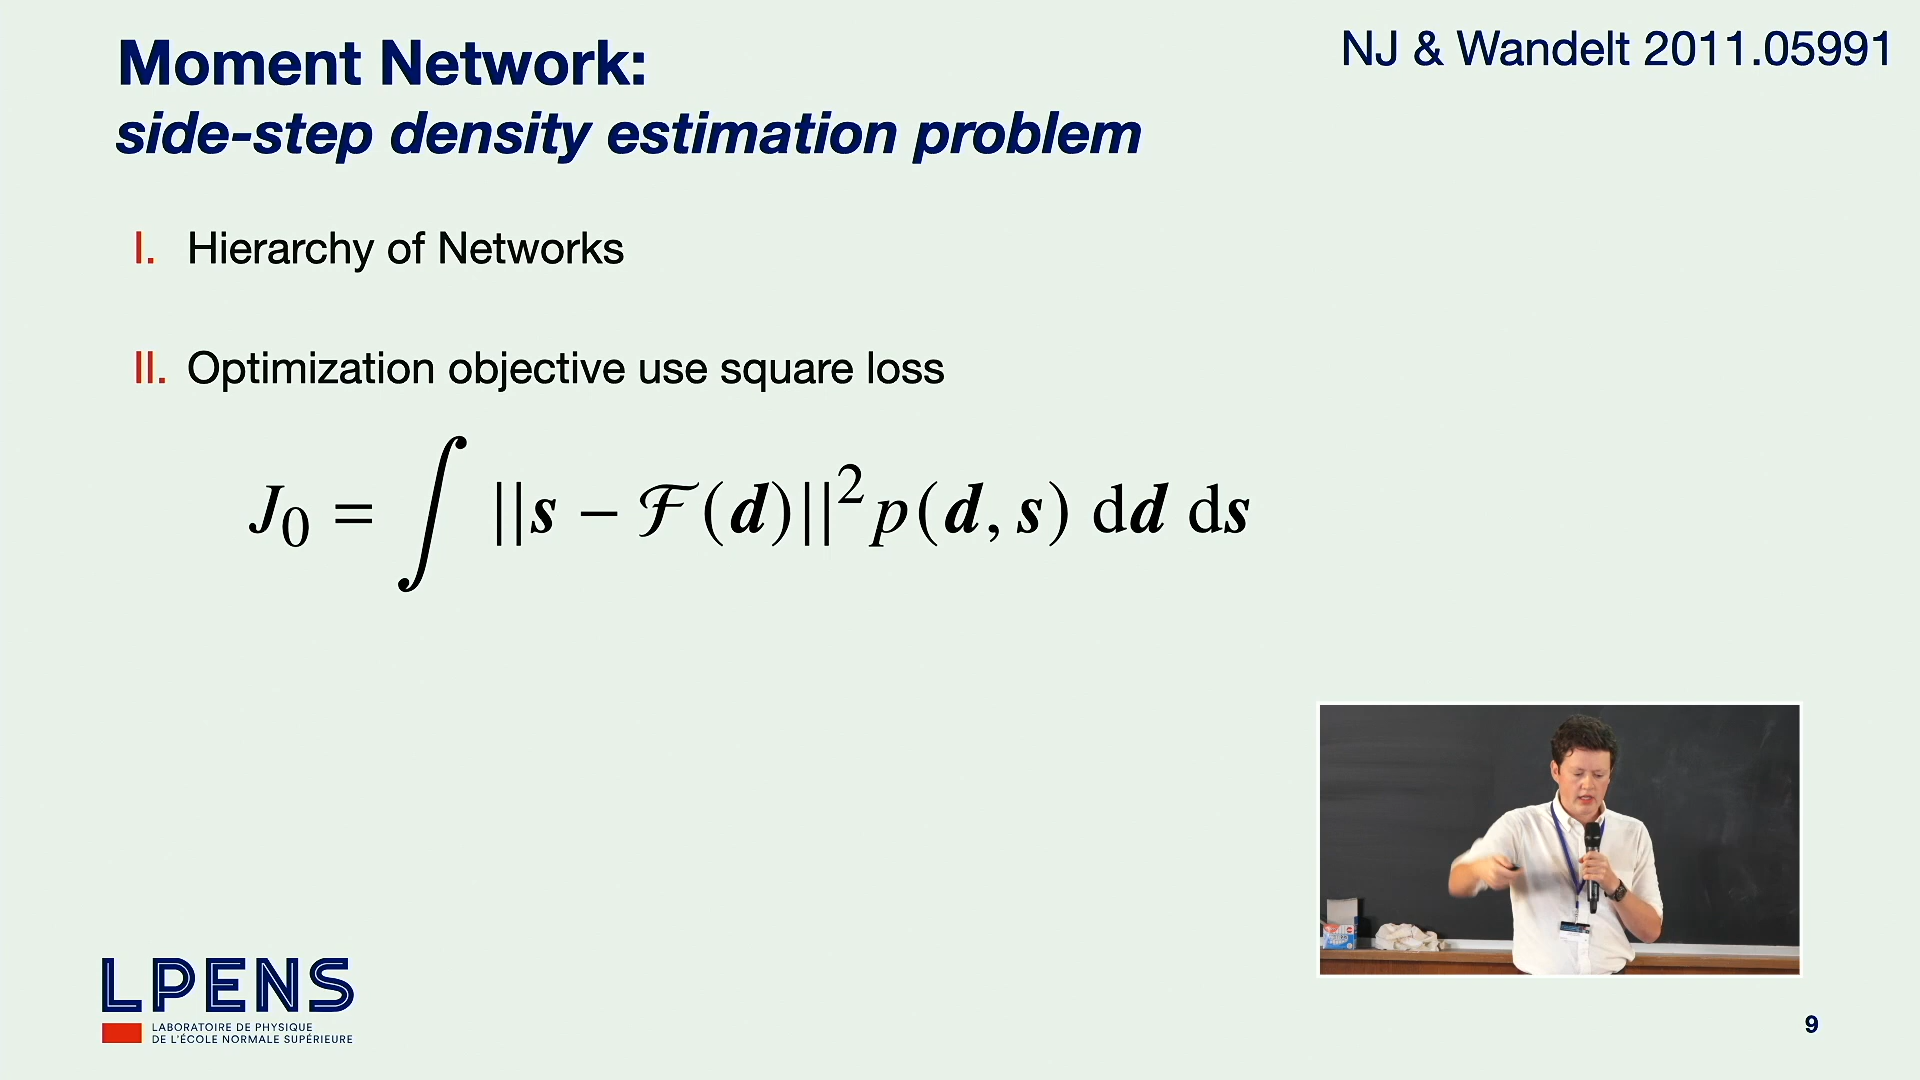 Moment Network:
side-step density estimation problem
NJ & Wandelt 2011.05991
I. Hierarchy of Networks
II. Optimization objective use square loss
J₀ = ∫ ||s − ℱ(d)||² p(d, s) dd ds
LPENS
LABORATOIRE DE PHYSIQUE
DE L'ÉCOLE NORMALE SUPÉRIEURE
9